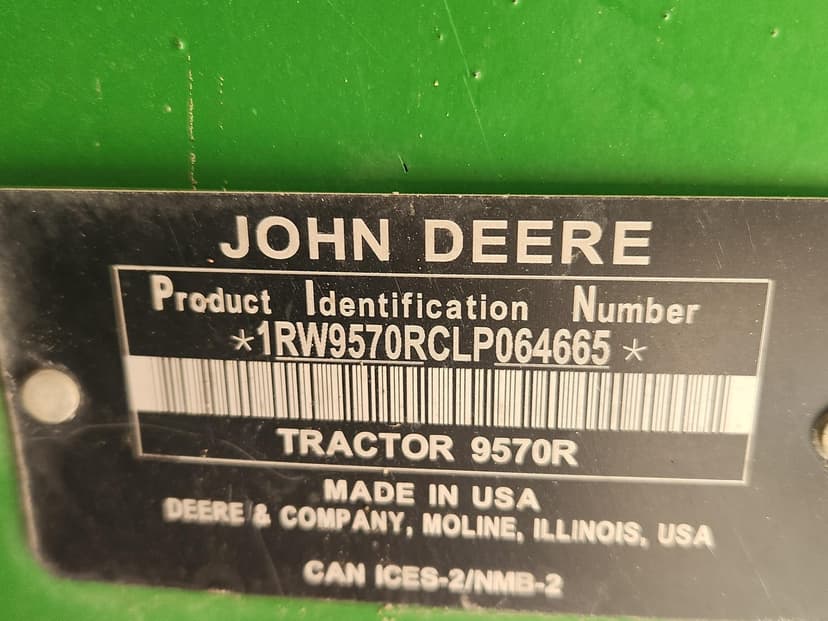 JOHN DEERE
Product Identification Number
*1RW9570RCLP064665*
TRACTOR 9570R
MADE IN USA
DEERE & COMPANY, MOLINE, ILLINOIS, USA
CAN ICES-2/NMB-2